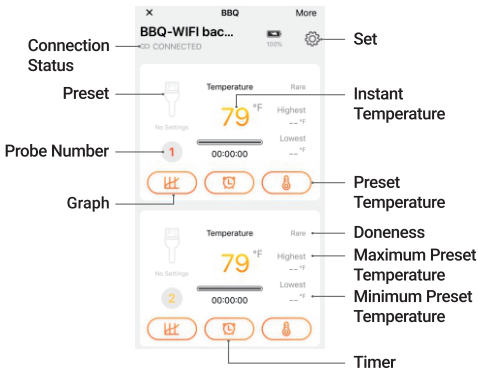 × BBQ More
BBQ-WIFI bac...
100%
CONNECTED
Connection
Status
Set
Preset
Temperature
Rare
Instant
Temperature
79 °F
Highest
-- °F
No Settings
Lowest
-- °F
Probe Number
1
00:00:00
Graph
Preset
Temperature
Temperature
Rare
Doneness
79 °F
Highest
-- °F
Maximum Preset
Temperature
No Settings
Lowest
-- °F
Minimum Preset
Temperature
2
00:00:00
Timer